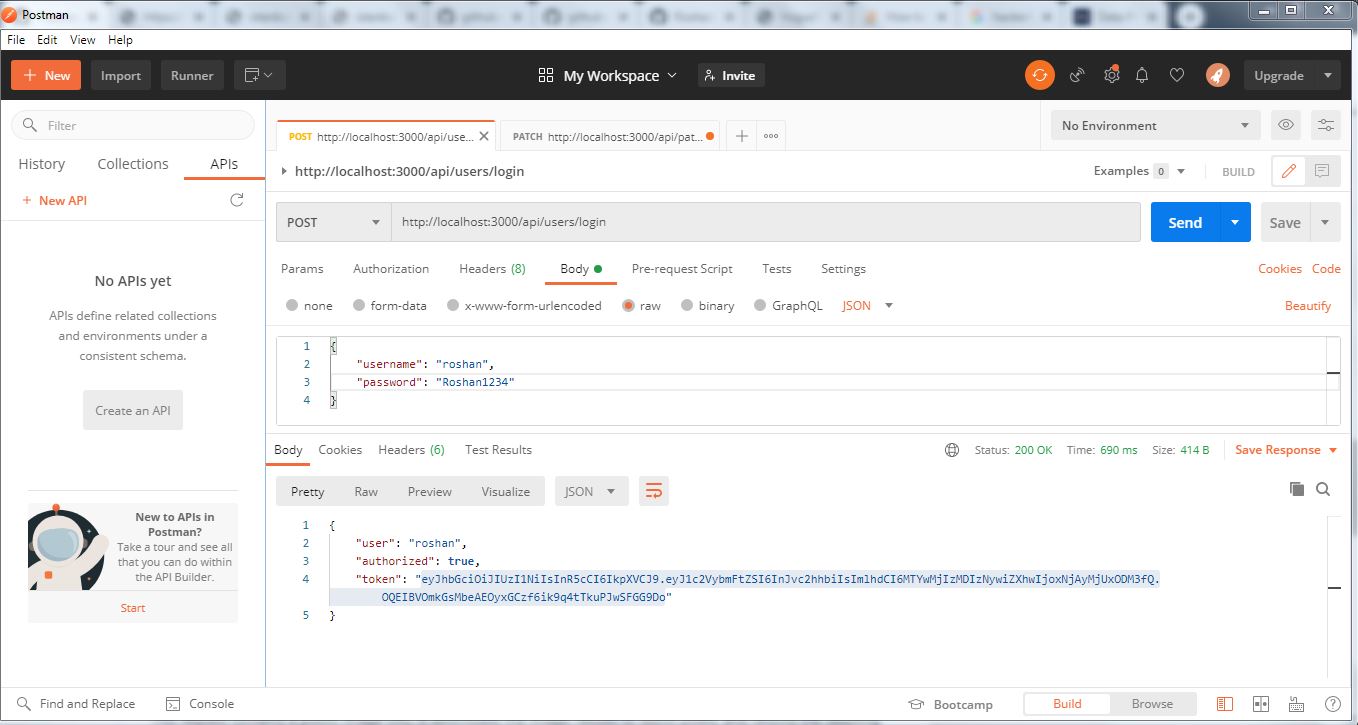 Postman
File Edit View Help
New Import Runner My Workspace Invite Upgrade
Filter
History Collections APIs
New API
No APIs yet
APIs define related collections
and environments under a
consistent schema.
Create an API
New to APIs in
Postman?
Take a tour and see all
that you can do within
the API Builder.
Start
POST http://localhost:3000/api/use... PATCH http://localhost:3000/api/pat... No Environment
http://localhost:3000/api/users/login Examples 0 BUILD
POST http://localhost:3000/api/users/login Send Save
Params Authorization Headers (8) Body Pre-request Script Tests Settings Cookies Code
none form-data x-www-form-urlencoded raw binary GraphQL JSON Beautify
1 {
2 "username": "roshan",
3 "password": "Roshan1234"
4 }
Body Cookies Headers (6) Test Results Status: 200 OK Time: 690 ms Size: 414 B Save Response
Pretty Raw Preview Visualize JSON
1 {
2 "user": "roshan",
3 "authorized": true,
4 "token": "eyJhbGciOiJIUzI1NiIsInR5cCI6IkpXVCJ9.eyJ1c2VybmFtZSI6InJvc2hhbiIsImlhdCI6MTYwMjIzMDIzNywiZXhwIjoxNjAyMjUxODM3fQ.
OQEIBVOmkGsMbeAEOyxGCzf6ik9q4tTkuPJwSFGG9Do"
5 }
Find and Replace Console Bootcamp Build Browse